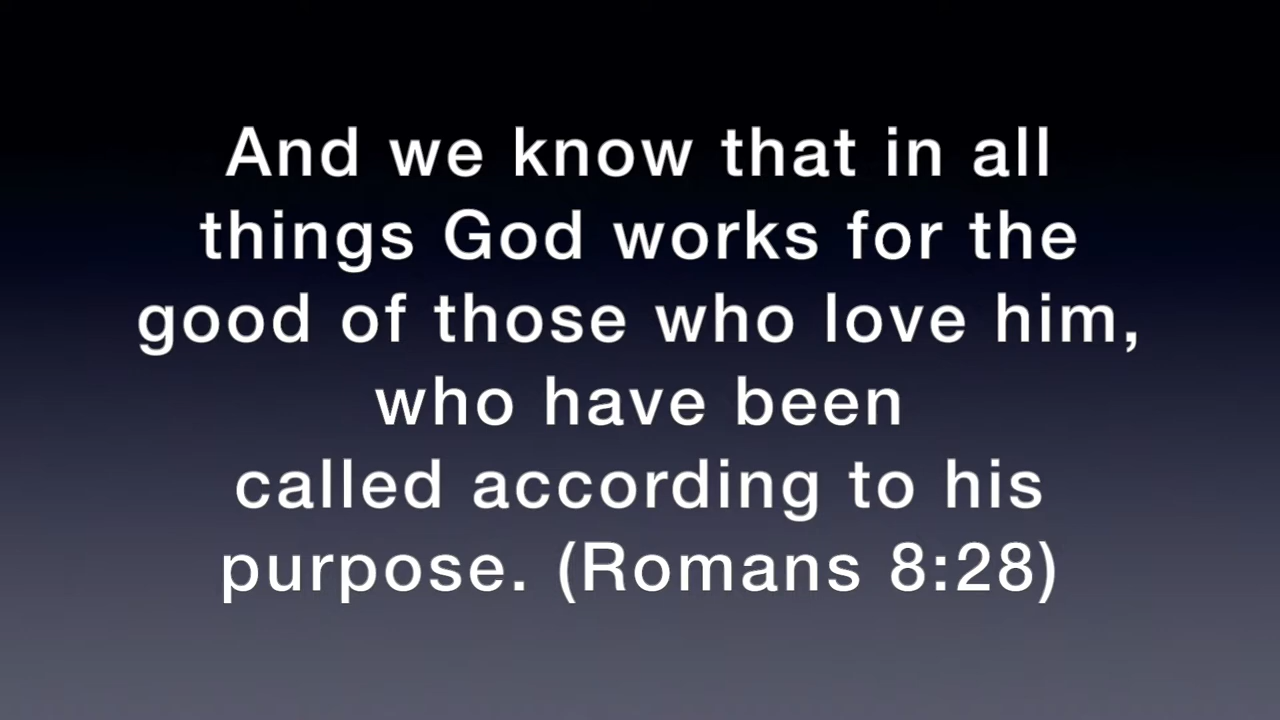 And we know that in all
things God works for the
good of those who love him,
who have been
called according to his
purpose. (Romans 8:28)